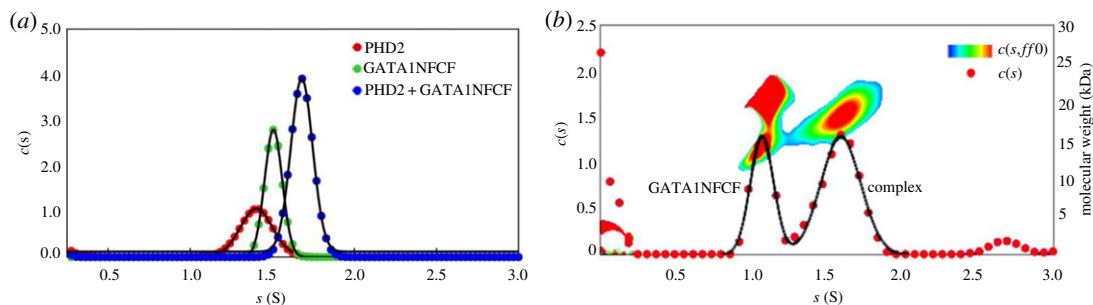 (a)
5.0
4.0
3.0
2.0
1.0
0.0
c(s)
PHD2
GATA1NFCF
PHD2 + GATA1NFCF
0.5
1.0
1.5
2.0
2.5
3.0
s (S)
(b)
2.5
2.0
1.5
1.0
0.5
0
c(s)
c(s,ff0)
c(s)
GATA1NFCF
complex
30
25
20
15
10
5
molecular weight (kDa)
0.5
1.0
1.5
2.0
2.5
3.0
s (S)